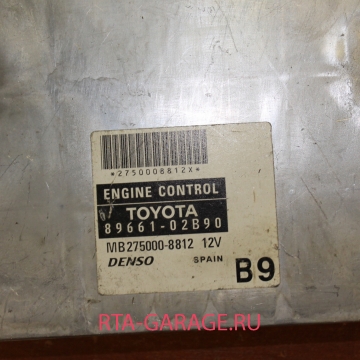 *2750008812X*
ENGINE CONTROL
TOYOTA
89661-02B90
MB275000-8812 12V
DENSO SPAIN B9
RTA-GARAGE.RU